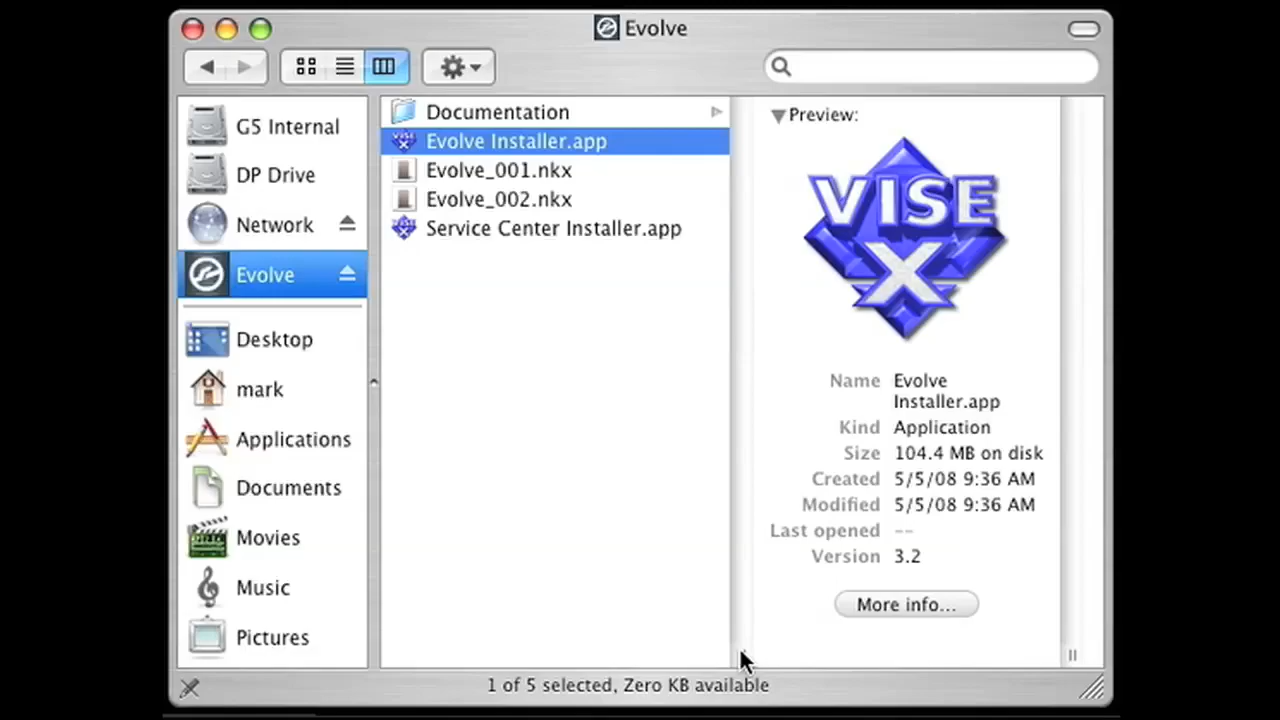 Evolve
G5 Internal
DP Drive
Network
Evolve
Desktop
mark
Applications
Documents
Movies
Music
Pictures
Documentation
Evolve Installer.app
Evolve_001.nkx
Evolve_002.nkx
Service Center Installer.app
Preview:
VISE
X
Name Evolve
Installer.app
Kind Application
Size 104.4 MB on disk
Created 5/5/08 9:36 AM
Modified 5/5/08 9:36 AM
Last opened --
Version 3.2
More info...
1 of 5 selected, Zero KB available